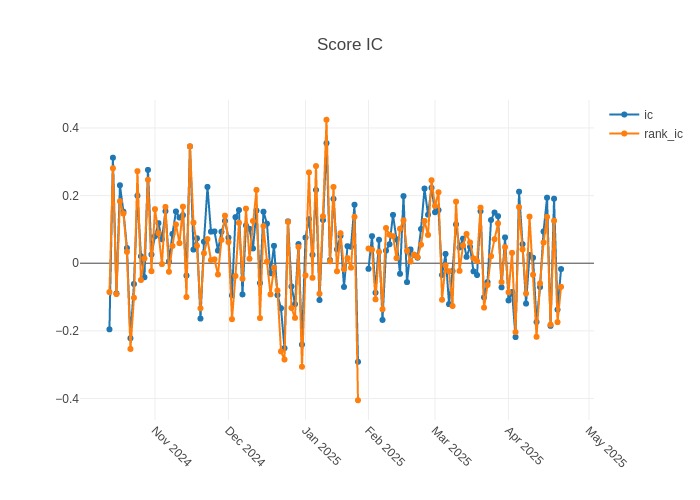 Score IC
ic
rank_ic
0.4
0.2
0
−0.2
−0.4
Nov 2024
Dec 2024
Jan 2025
Feb 2025
Mar 2025
Apr 2025
May 2025